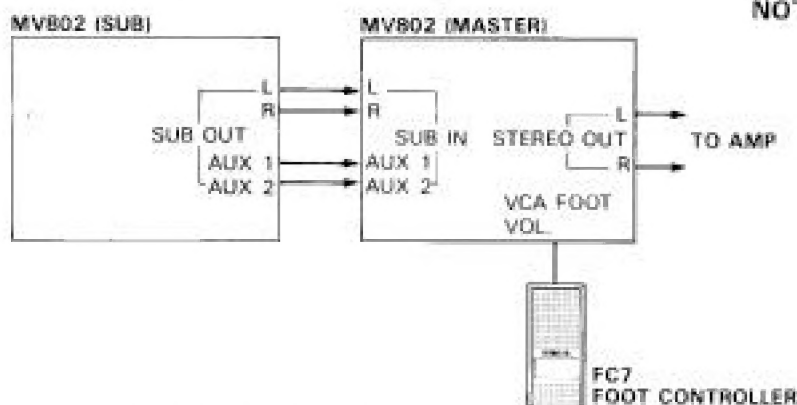 NO
MV802 (SUB)
MV802 (MASTER)
L
R
SUB OUT
AUX 1
AUX 2
L
R
SUB IN
AUX 1
AUX 2
STEREO OUT
L
R
TO AMP
VCA FOOT
VOL.
FC7
FOOT CONTROLLER